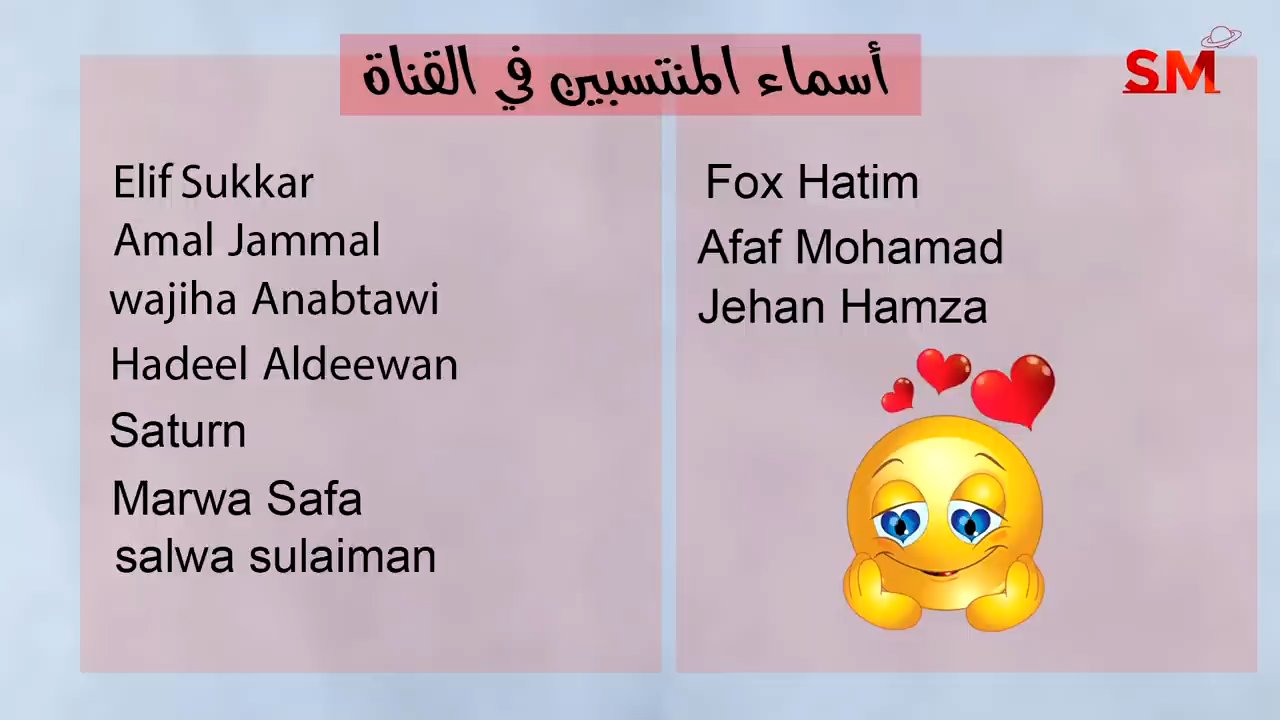 أسماء المنتسبين في القناة
SM
Elif Sukkar
Amal Jammal
wajiha Anabtawi
Hadeel Aldeewan
Saturn
Marwa Safa
salwa sulaiman
Fox Hatim
Afaf Mohamad
Jehan Hamza